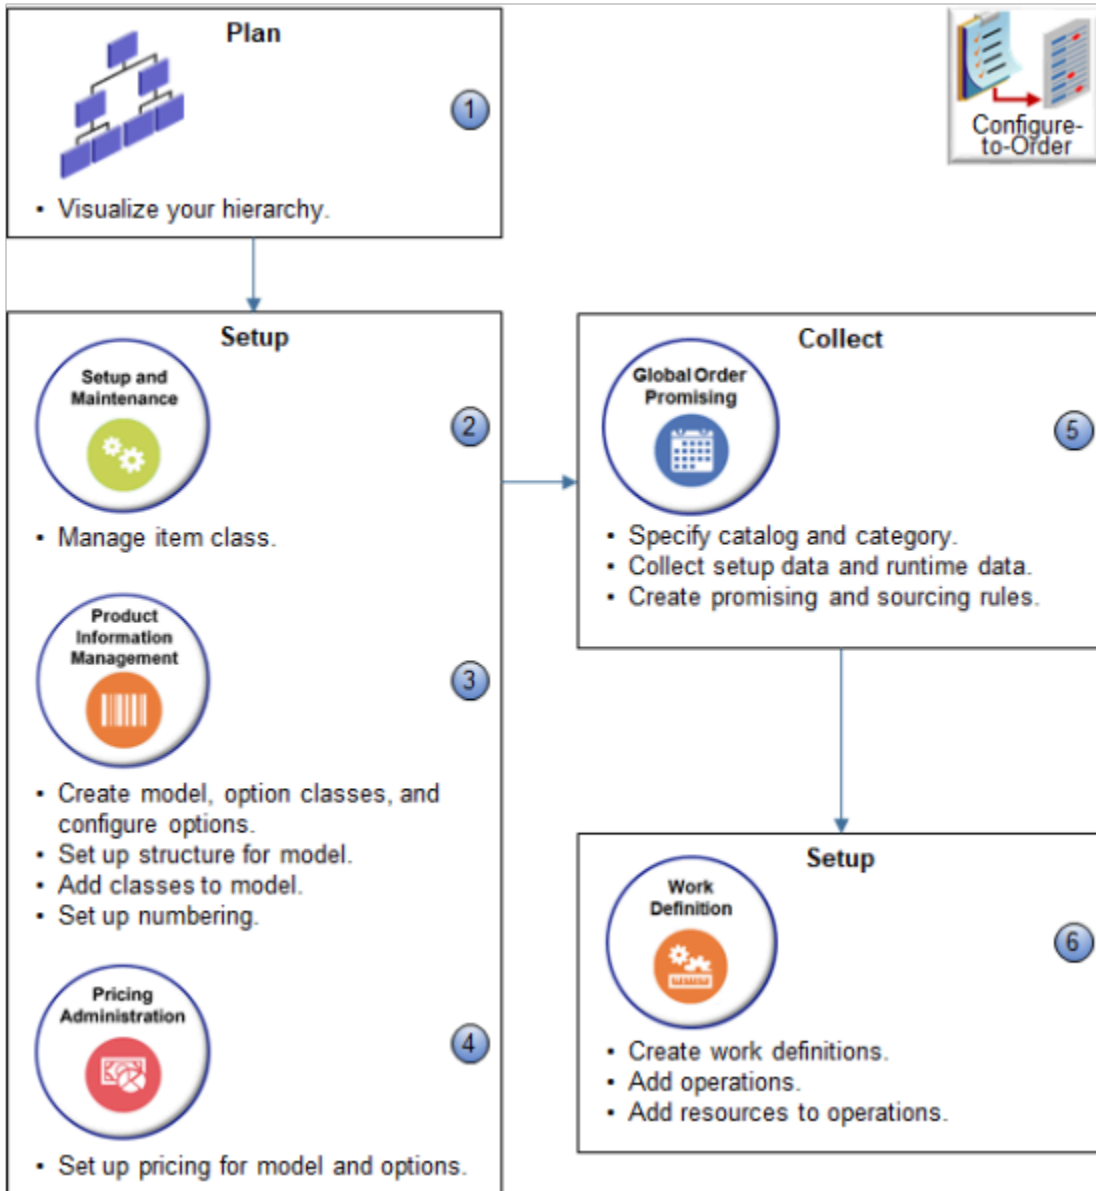 Plan
1
• Visualize your hierarchy.
Configure-
to-Order
Setup
Setup and
Maintenance
2
• Manage item class.
Product
Information
Management
3
• Create model, option classes, and
configure options.
• Set up structure for model.
• Add classes to model.
• Set up numbering.
Pricing
Administration
4
• Set up pricing for model and options.
Collect
Global Order
Promising
5
• Specify catalog and category.
• Collect setup data and runtime data.
• Create promising and sourcing rules.
Setup
Work
Definition
6
• Create work definitions.
• Add operations.
• Add resources to operations.